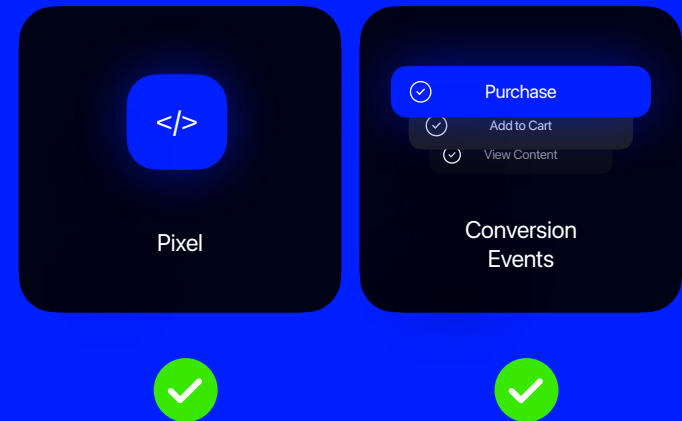 </>
Pixel
Purchase
Add to Cart
View Content
Conversion
Events